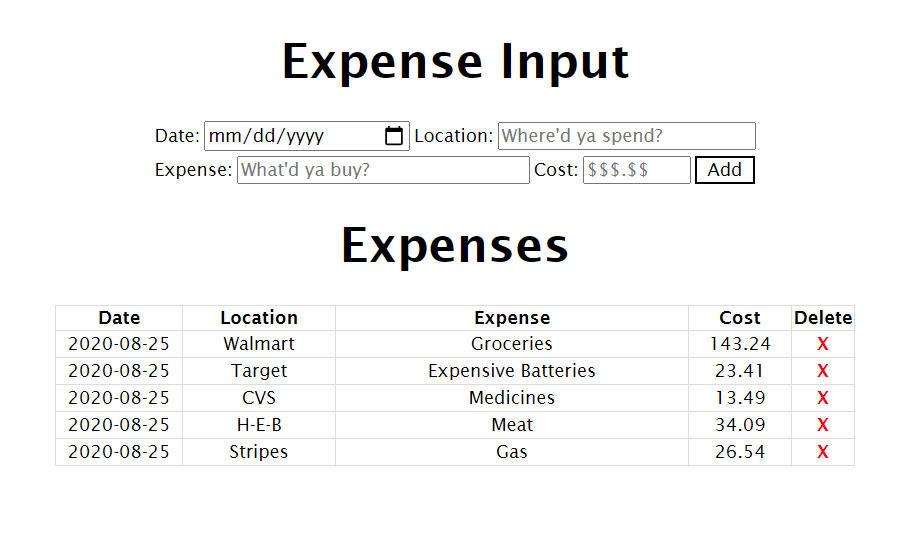 Expense Input
Date: mm/dd/yyyy Location: Where'd ya spend?
Expense: What'd ya buy? Cost: $$$.$$ Add
Expenses
Date Location Expense Cost Delete
2020-08-25 Walmart Groceries 143.24 X
2020-08-25 Target Expensive Batteries 23.41 X
2020-08-25 CVS Medicines 13.49 X
2020-08-25 H-E-B Meat 34.09 X
2020-08-25 Stripes Gas 26.54 X